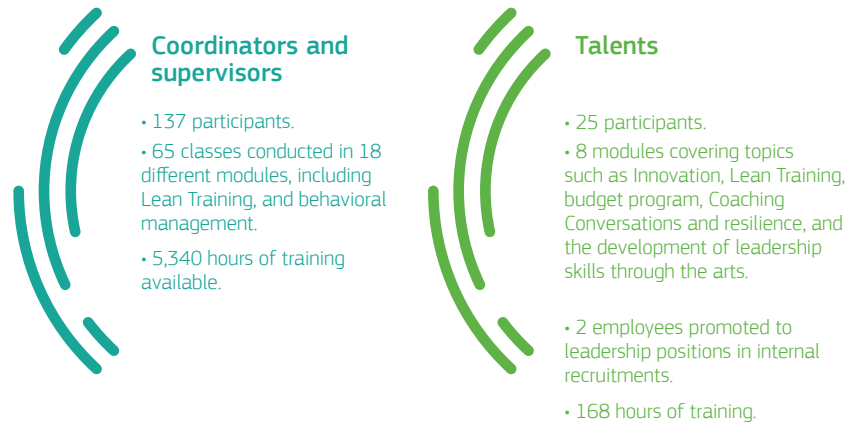 Coordinators and
supervisors
• 137 participants.
• 65 classes conducted in 18
different modules, including
Lean Training, and behavioral
management.
• 5,340 hours of training
available.
Talents
• 25 participants.
• 8 modules covering topics
such as Innovation, Lean Training,
budget program, Coaching
Conversations and resilience, and
the development of leadership
skills through the arts.
• 2 employees promoted to
leadership positions in internal
recruitments.
• 168 hours of training.